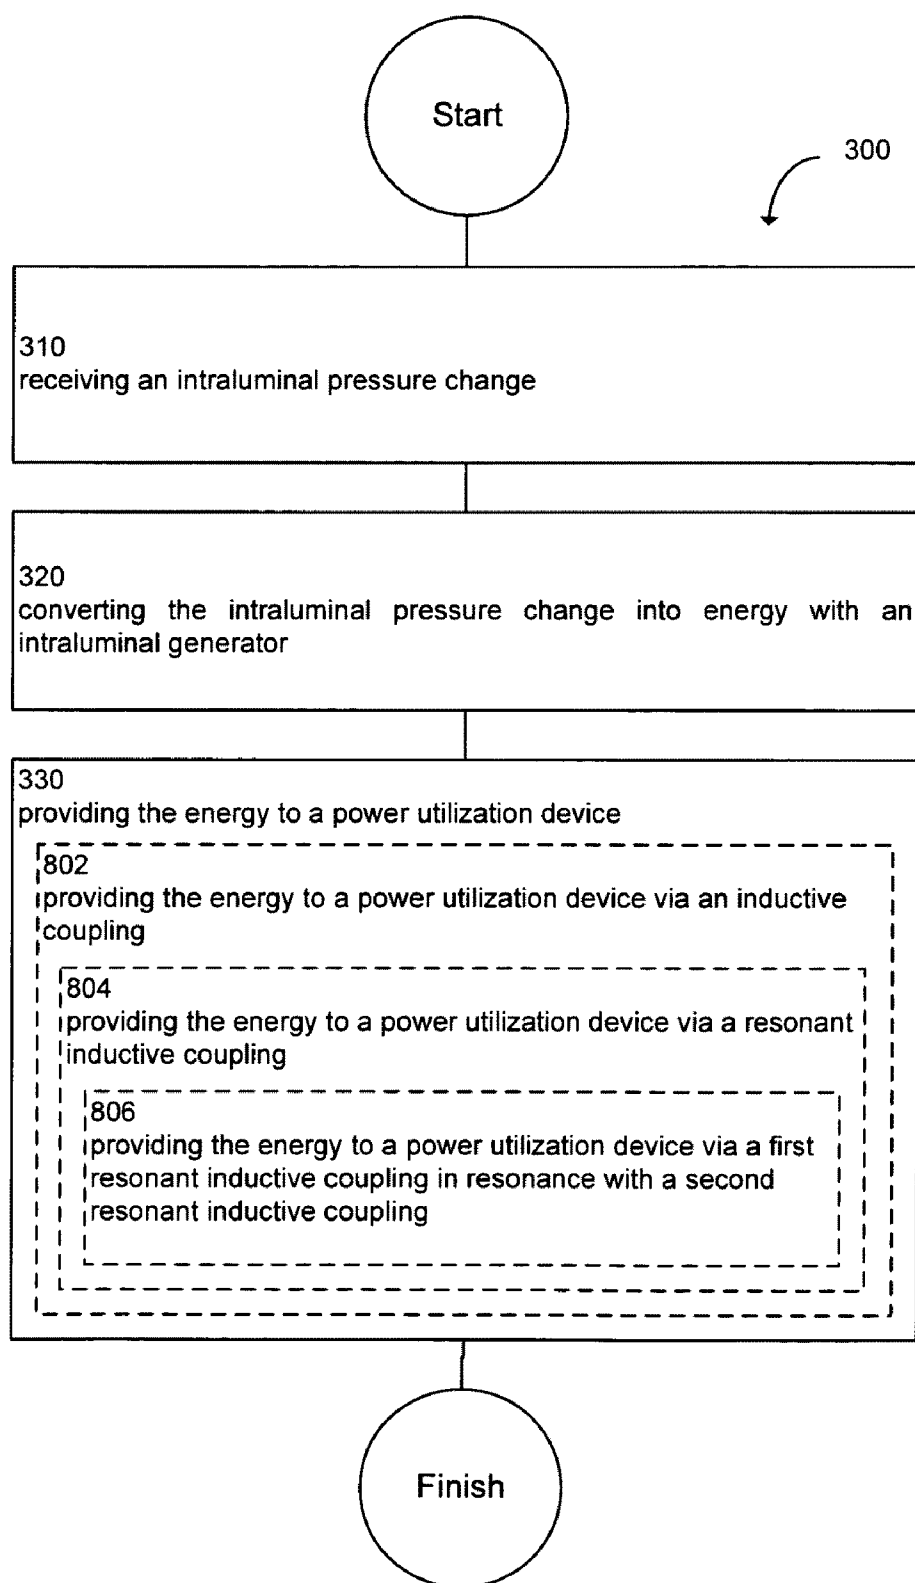 Start
300
310
receiving an intraluminal pressure change
320
converting the intraluminal pressure change into energy with an
intraluminal generator
330
providing the energy to a power utilization device
802
providing the energy to a power utilization device via an inductive
coupling
804
providing the energy to a power utilization device via a resonant
inductive coupling
806
providing the energy to a power utilization device via a first
resonant inductive coupling in resonance with a second
resonant inductive coupling
Finish